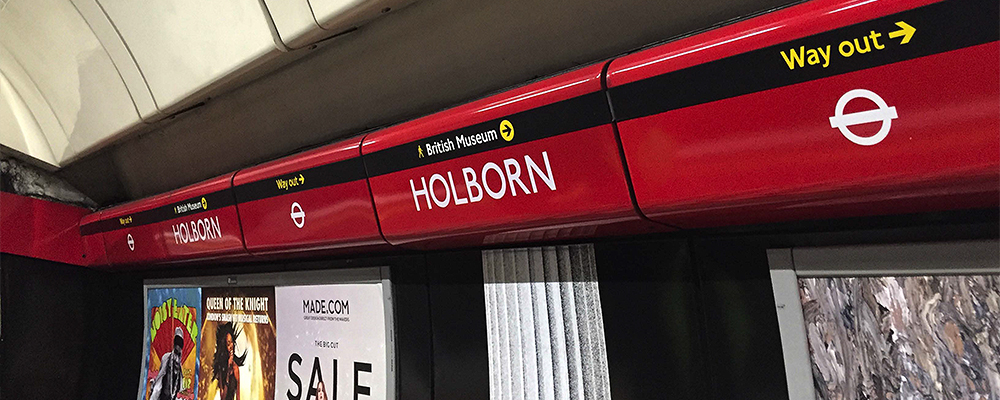 Way out →
British Museum →
HOLBORN
Way out →
British Museum →
HOLBORN
Way out →
QUEEN OF THE KNIGHT
MADE.COM
THE BIG OUT
SALE